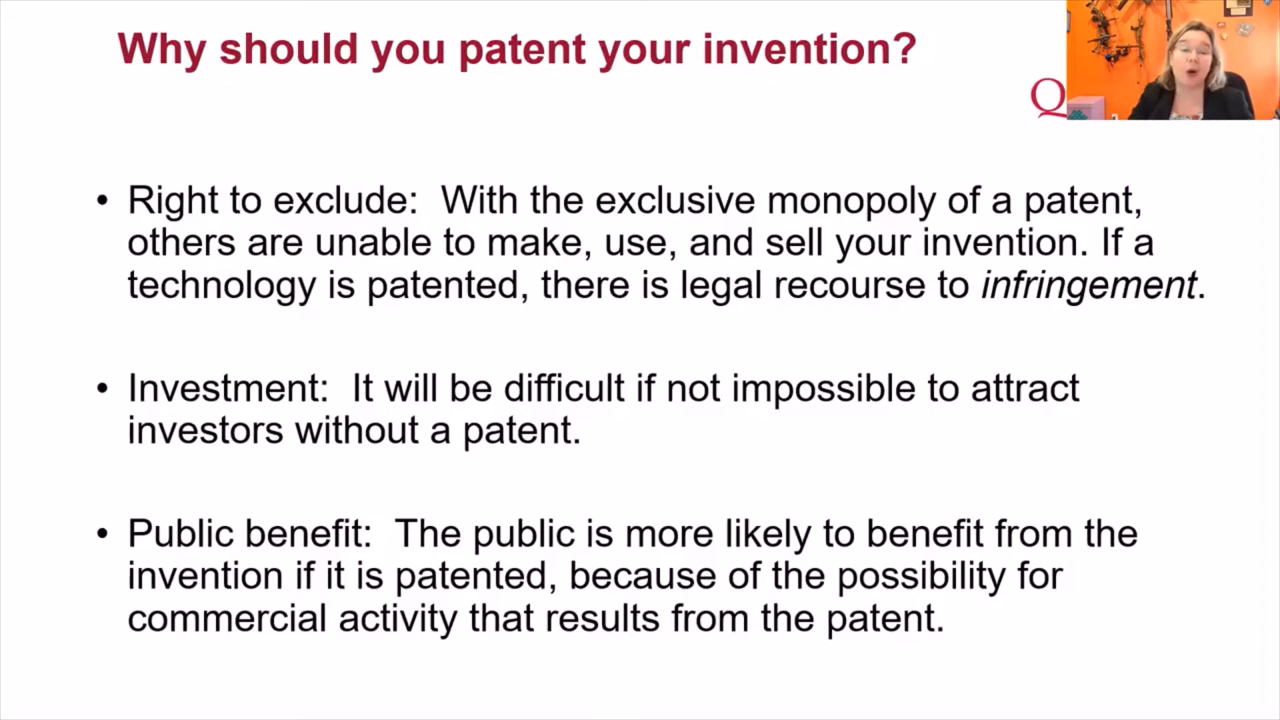 Why should you patent your invention?
Q
• Right to exclude:  With the exclusive monopoly of a patent,
others are unable to make, use, and sell your invention. If a
technology is patented, there is legal recourse to infringement.
• Investment:  It will be difficult if not impossible to attract
investors without a patent.
• Public benefit:  The public is more likely to benefit from the
invention if it is patented, because of the possibility for
commercial activity that results from the patent.